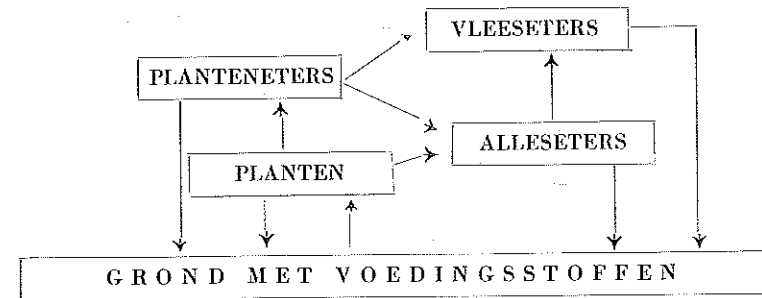 VLEESETERS
PLANTENETERS
ALLESETERS
PLANTEN
GROND MET VOEDINGSSTOFFEN